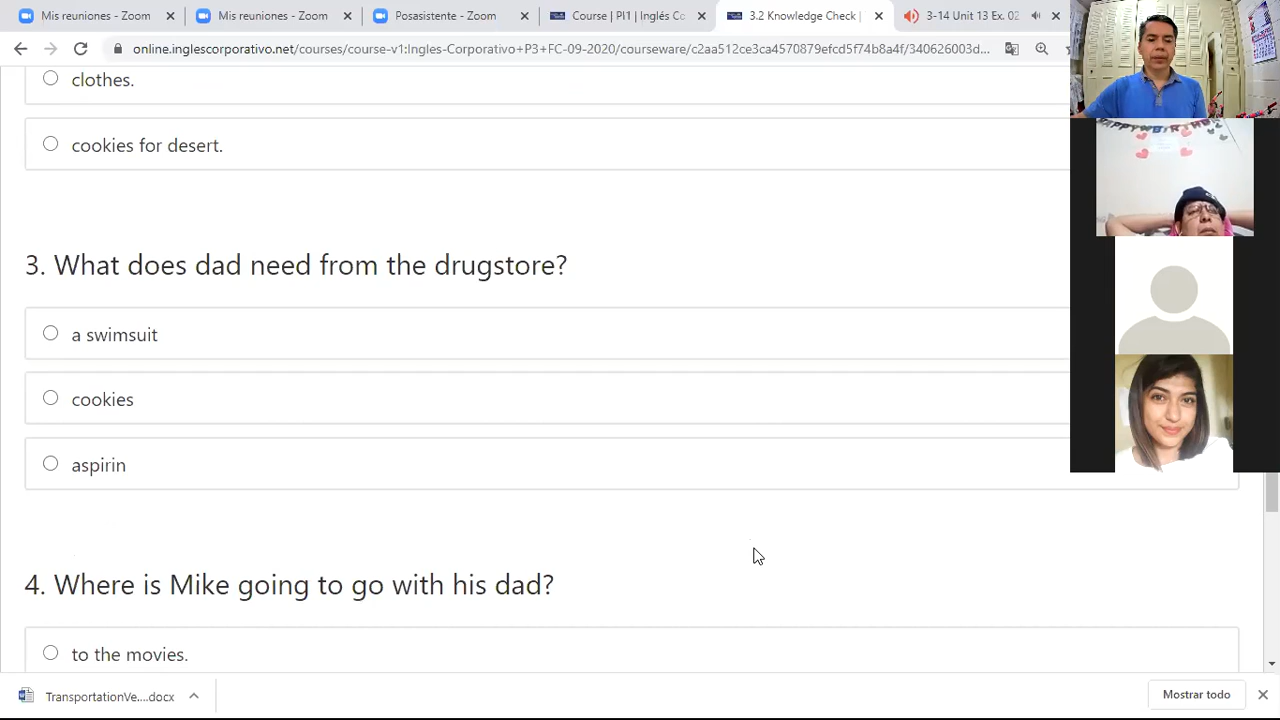 Mis reuniones - Zoom
Mis reuniones - Zoom
Posasistente - Zoom
Course | PI1 | Inglés Co
3.2 Knowledge Check |
3-14 Unit 13 Ex. 02
online.inglescorporativo.net/courses/course-v1:Ingles-Corporativo+P3+FC-09-2020/courseware/c2aa512ce3ca4570879efcd5f74b8a4f/340626003d...
clothes.
cookies for desert.
3. What does dad need from the drugstore?
a swimsuit
cookies
aspirin
4. Where is Mike going to go with his dad?
to the movies.
TransportationVe....docx
Mostrar todo